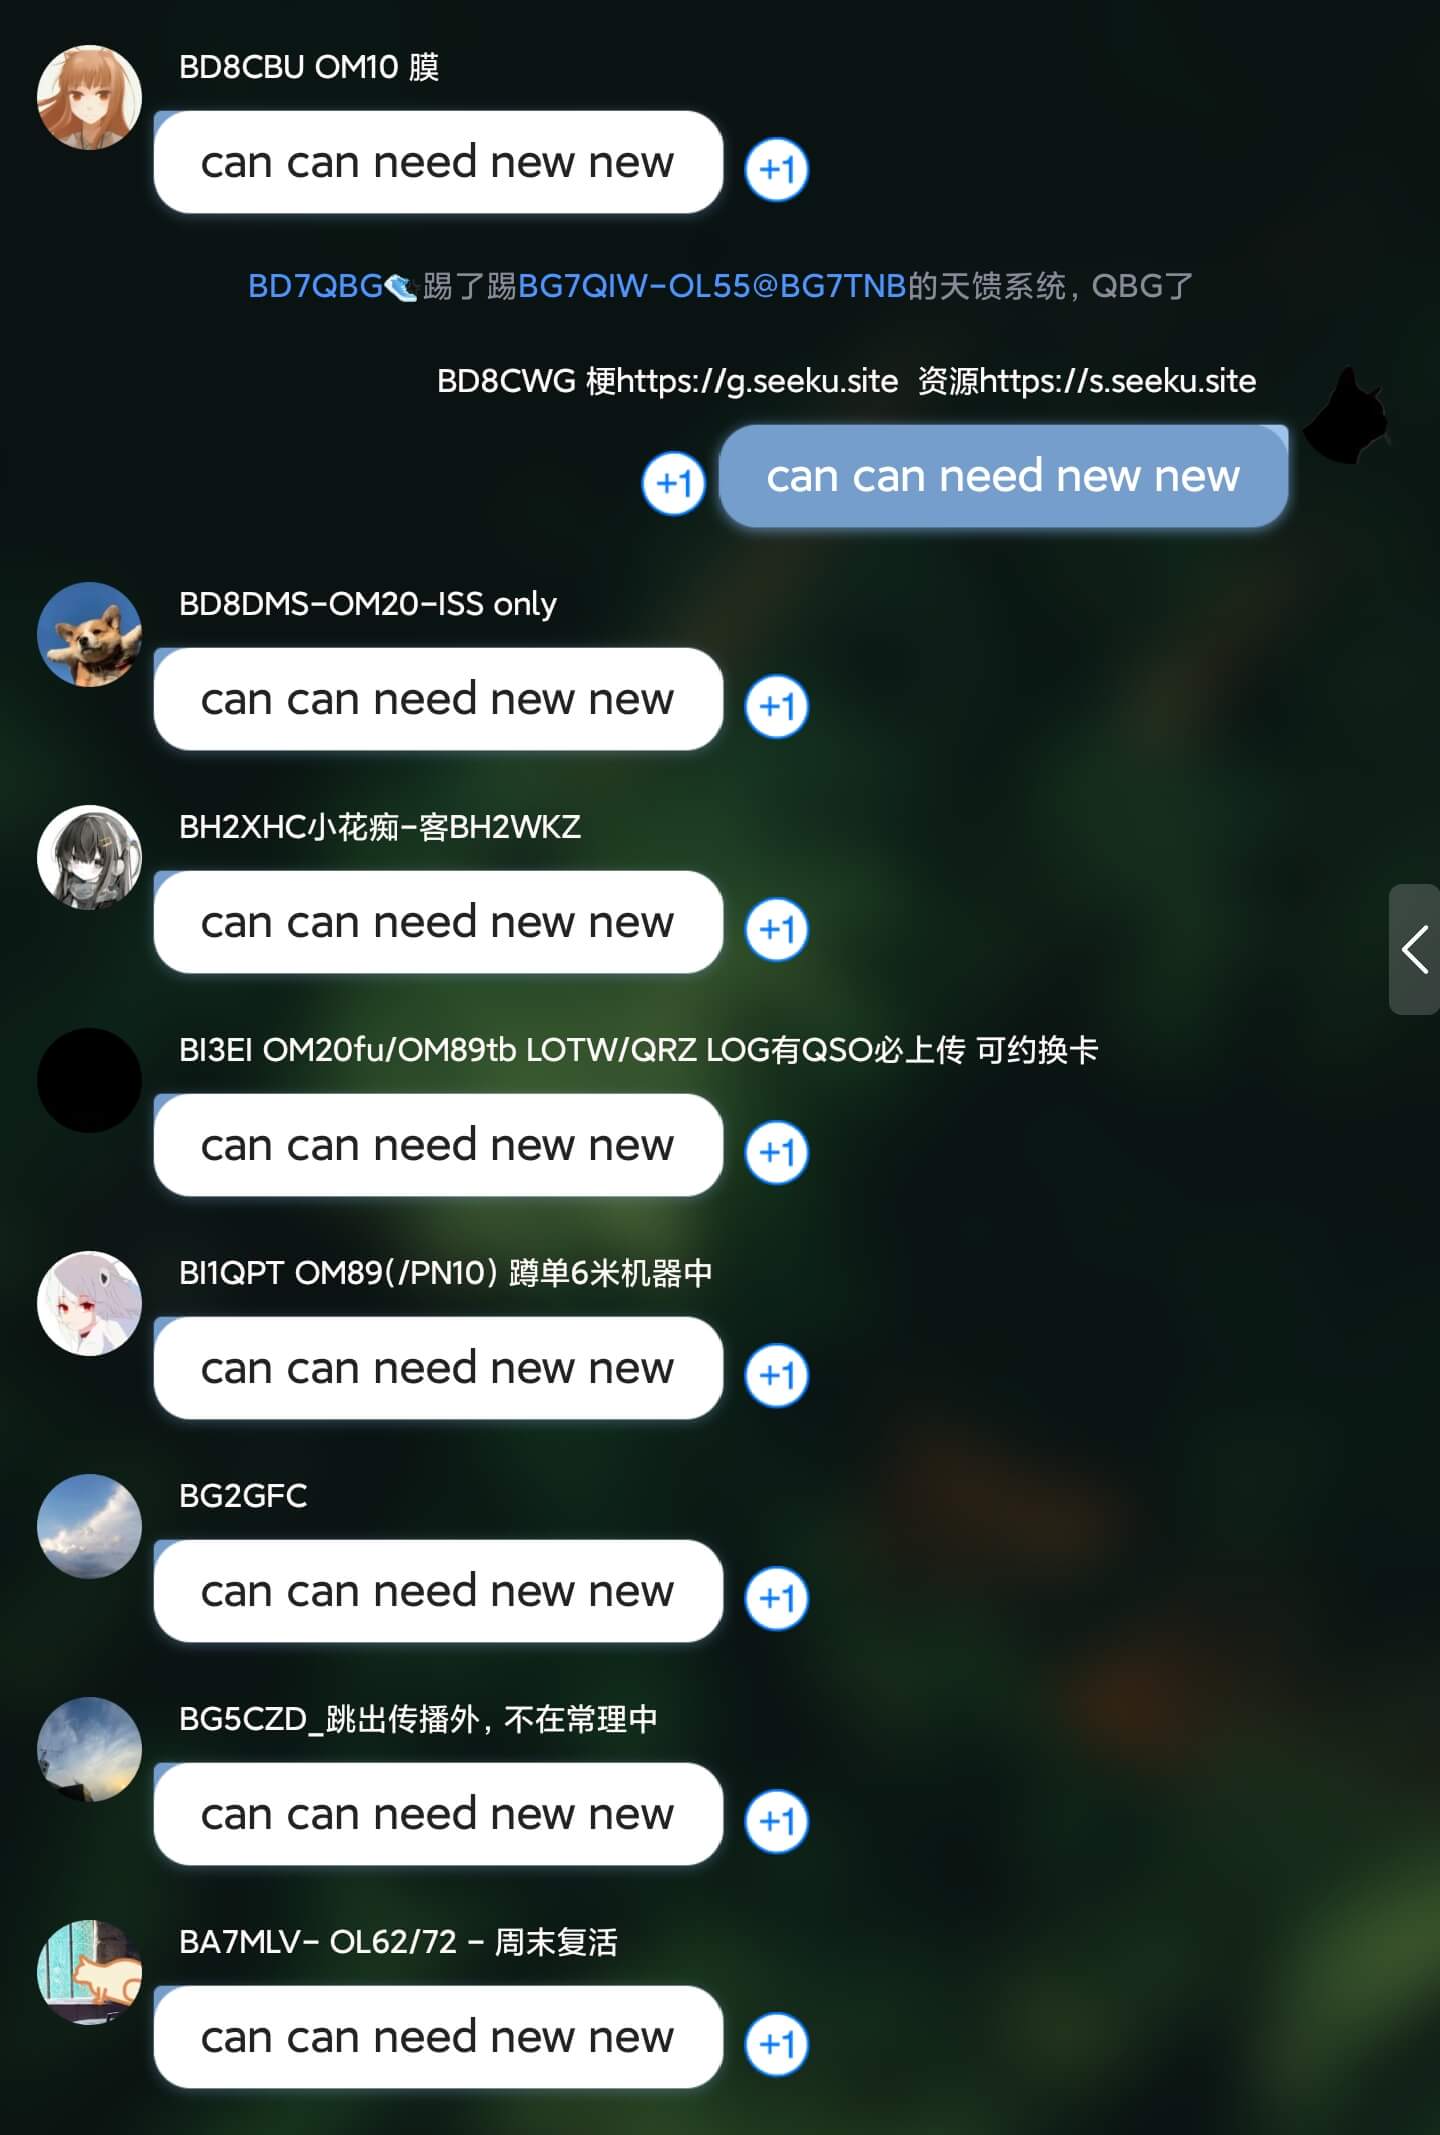 BD8CBU OM10 膜
can can need new new
+1
BD7QBG👟踢了踢BG7QIW-OL55@BG7TNB的天馈系统，QBG了
BD8CWG 梗https://g.seeku.site  资源https://s.seeku.site
+1
can can need new new
BD8DMS-OM20-ISS only
can can need new new
+1
BH2XHC小花痴-客BH2WKZ
can can need new new
+1
BI3EI OM20fu/OM89tb LOTW/QRZ LOG有QSO必上传 可约换卡
can can need new new
+1
BI1QPT OM89(/PN10) 蹲单6米机器中
can can need new new
+1
BG2GFC
can can need new new
+1
BG5CZD_跳出传播外，不在常理中
can can need new new
+1
BA7MLV- OL62/72 - 周末复活
can can need new new
+1